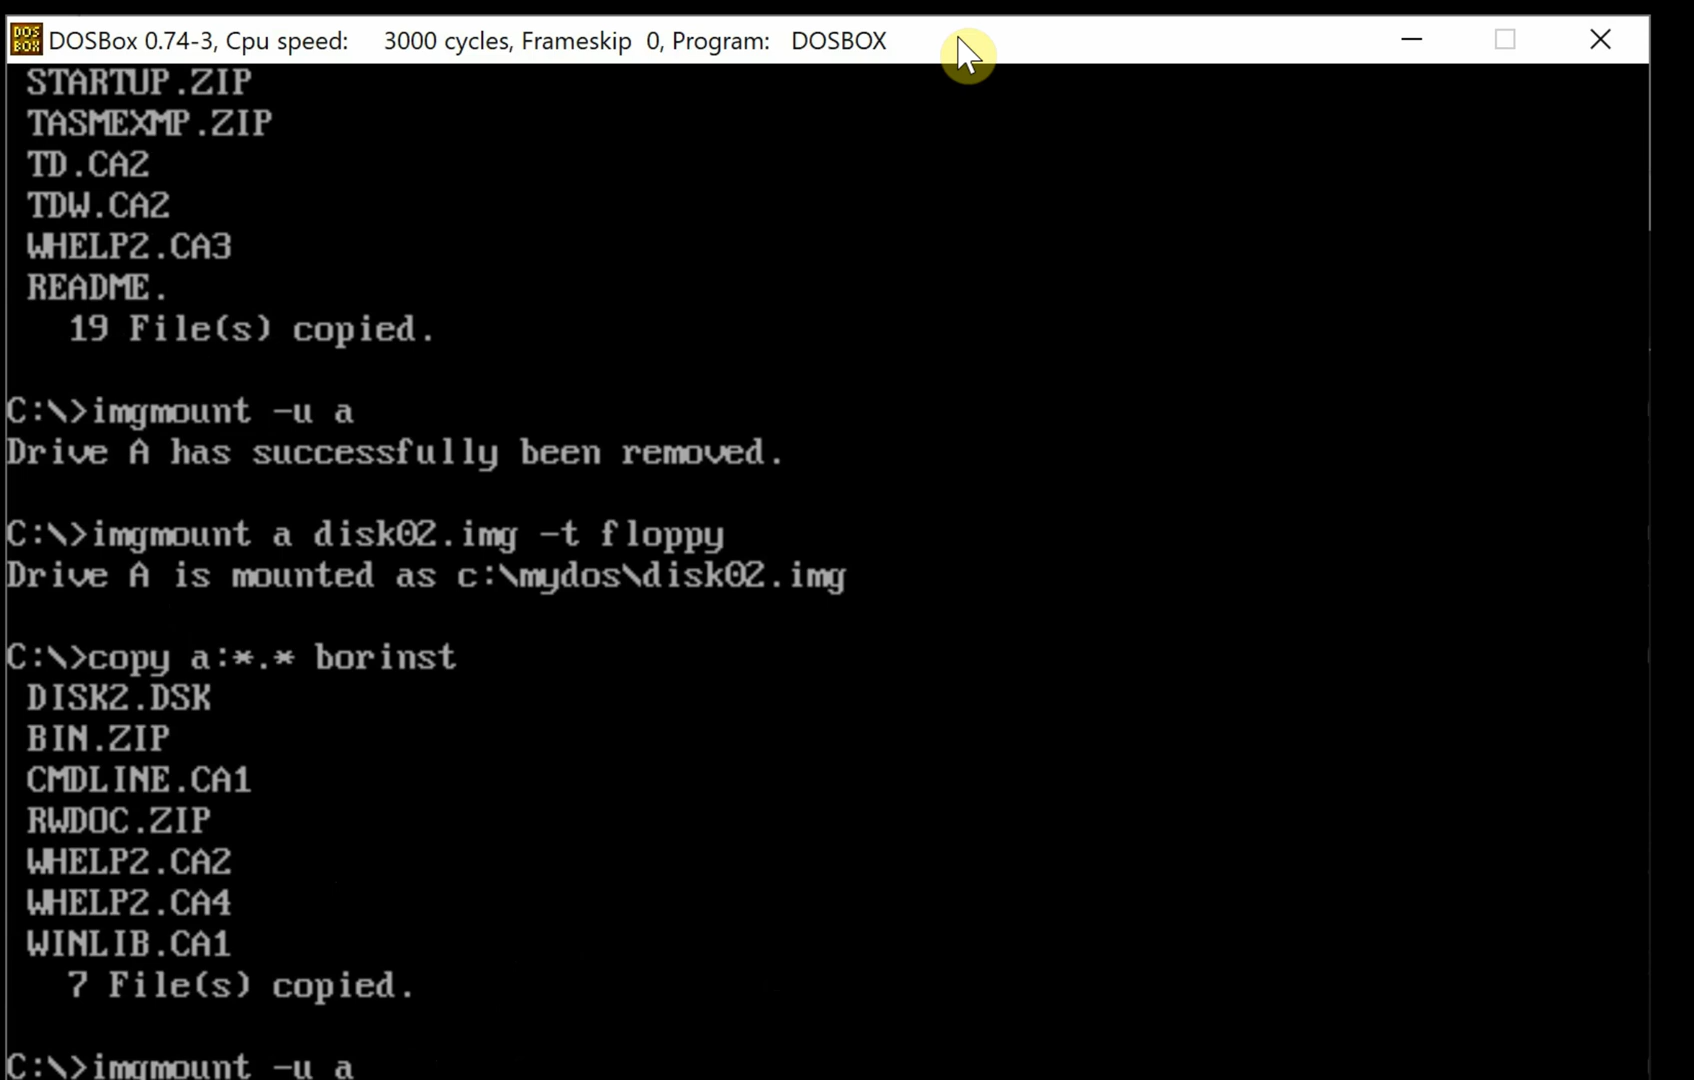 DOS BOX DOSBox 0.74-3, Cpu speed: 3000 cycles, Frameskip 0, Program: DOSBOX
STARTUP.ZIP
TASMEXMP.ZIP
TD.CA2
TDW.CA2
WHELP2.CA3
README.
19 File(s) copied.
C:\>imgmount -u a
Drive A has successfully been removed.
C:\>imgmount a disk02.img -t floppy
Drive A is mounted as c:\mydos\disk02.img
C:\>copy a:*.* borinst
DISK2.DSK
BIN.ZIP
CMDLINE.CA1
RWDOC.ZIP
WHELP2.CA2
WHELP2.CA4
WINLIB.CA1
7 File(s) copied.
C:\>imgmount -u a